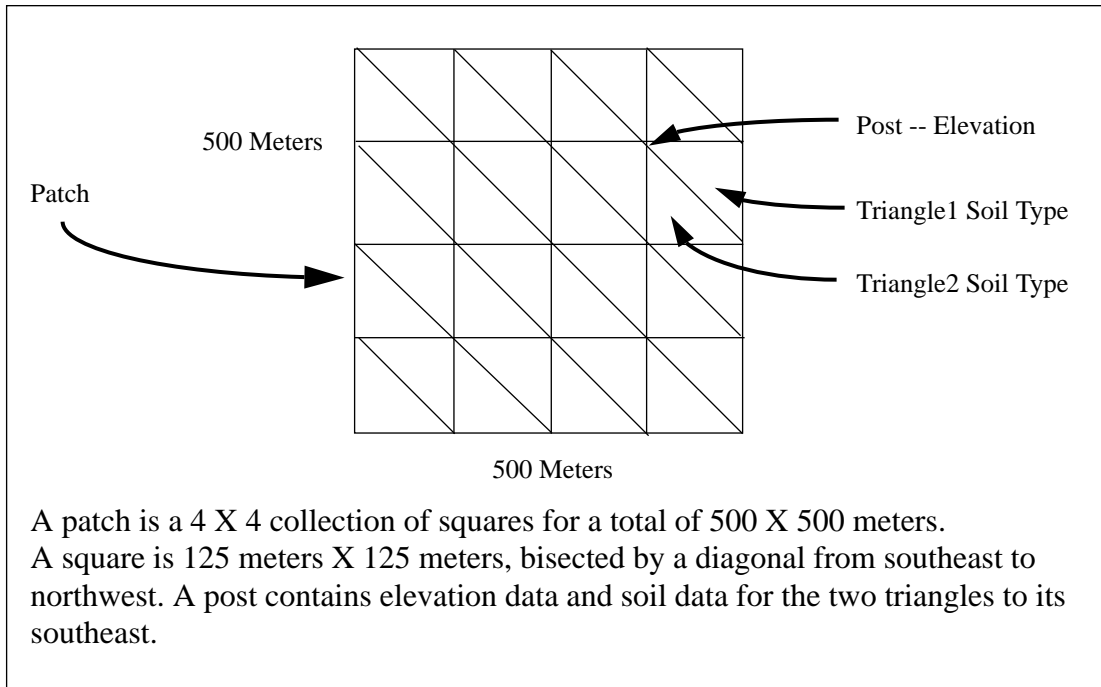 500 Meters
Post -- Elevation
Patch
Triangle1 Soil Type
Triangle2 Soil Type
500 Meters
A patch is a 4 X 4 collection of squares for a total of 500 X 500 meters.
A square is 125 meters X 125 meters, bisected by a diagonal from southeast to
northwest. A post contains elevation data and soil data for the two triangles to its
southeast.